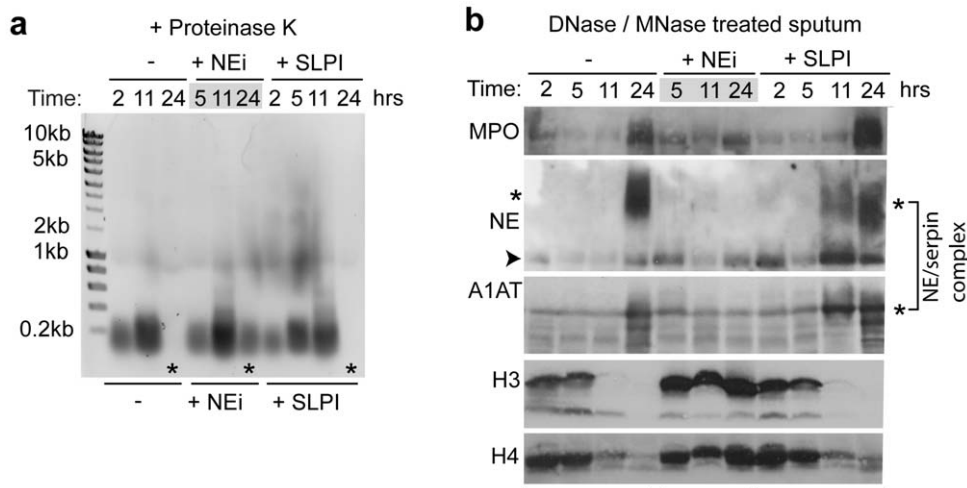 a
+ Proteinase K
- + NEi + SLPI
Time: 2 11 24 5 11 24 2 5 11 24 hrs
10kb
5kb
2kb
1kb
0.2kb
* * *
- + NEi + SLPI
b
DNase / MNase treated sputum
- + NEi + SLPI
Time: 2 5 11 24 5 11 24 2 5 11 24 hrs
MPO
* *
NE
A1AT
*
NE/serpin
complex
H3
H4